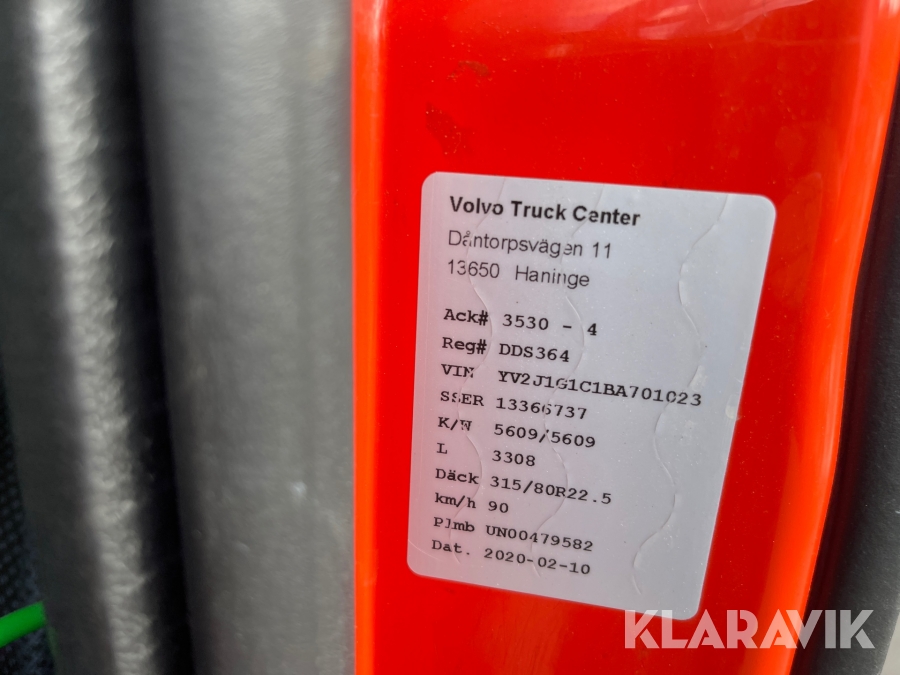 Volvo Truck Center
Dåntorpsvägen 11
13650 Haninge
Ack# 3530 - 4
Reg# DDS364
VIN YV2J1G1C1BA701023
SSER 13366737
K/W 5609/5609
L 3308
Däck 315/80R22.5
km/h 90
Plmb UN00479582
Dat. 2020-02-10
KLARAVIK